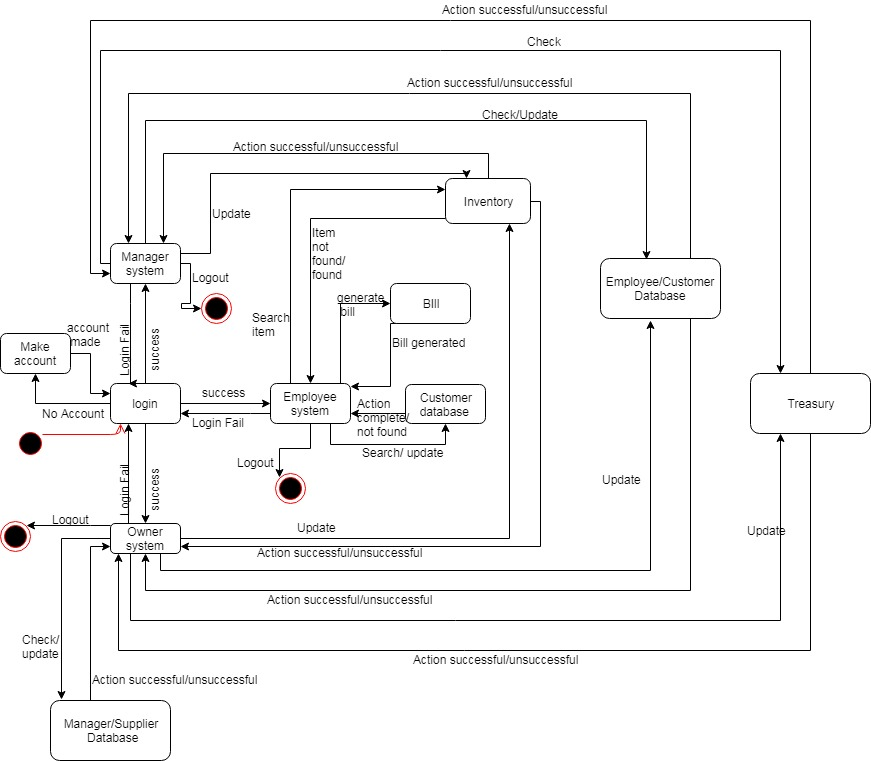 Action successful/unsuccessful
Check
Action successful/unsuccessful
Check/Update
Action successful/unsuccessful
Inventory
Update
Item
not
found/
found
Manager
system
Logout
Employee/Customer
Database
generate
bill
BIll
Search
item
account
made
Login Fail
success
Make
account
Bill generated
login
success
Employee
system
Customer
database
Treasury
No Account
Login Fail
Action
complete/
not found
Search/ update
Logout
Login Fail
success
Update
Logout
Owner
system
Update
Action successful/unsuccessful
Update
Action successful/unsuccessful
Check/
update
Action successful/unsuccessful
Action successful/unsuccessful
Manager/Supplier
Database